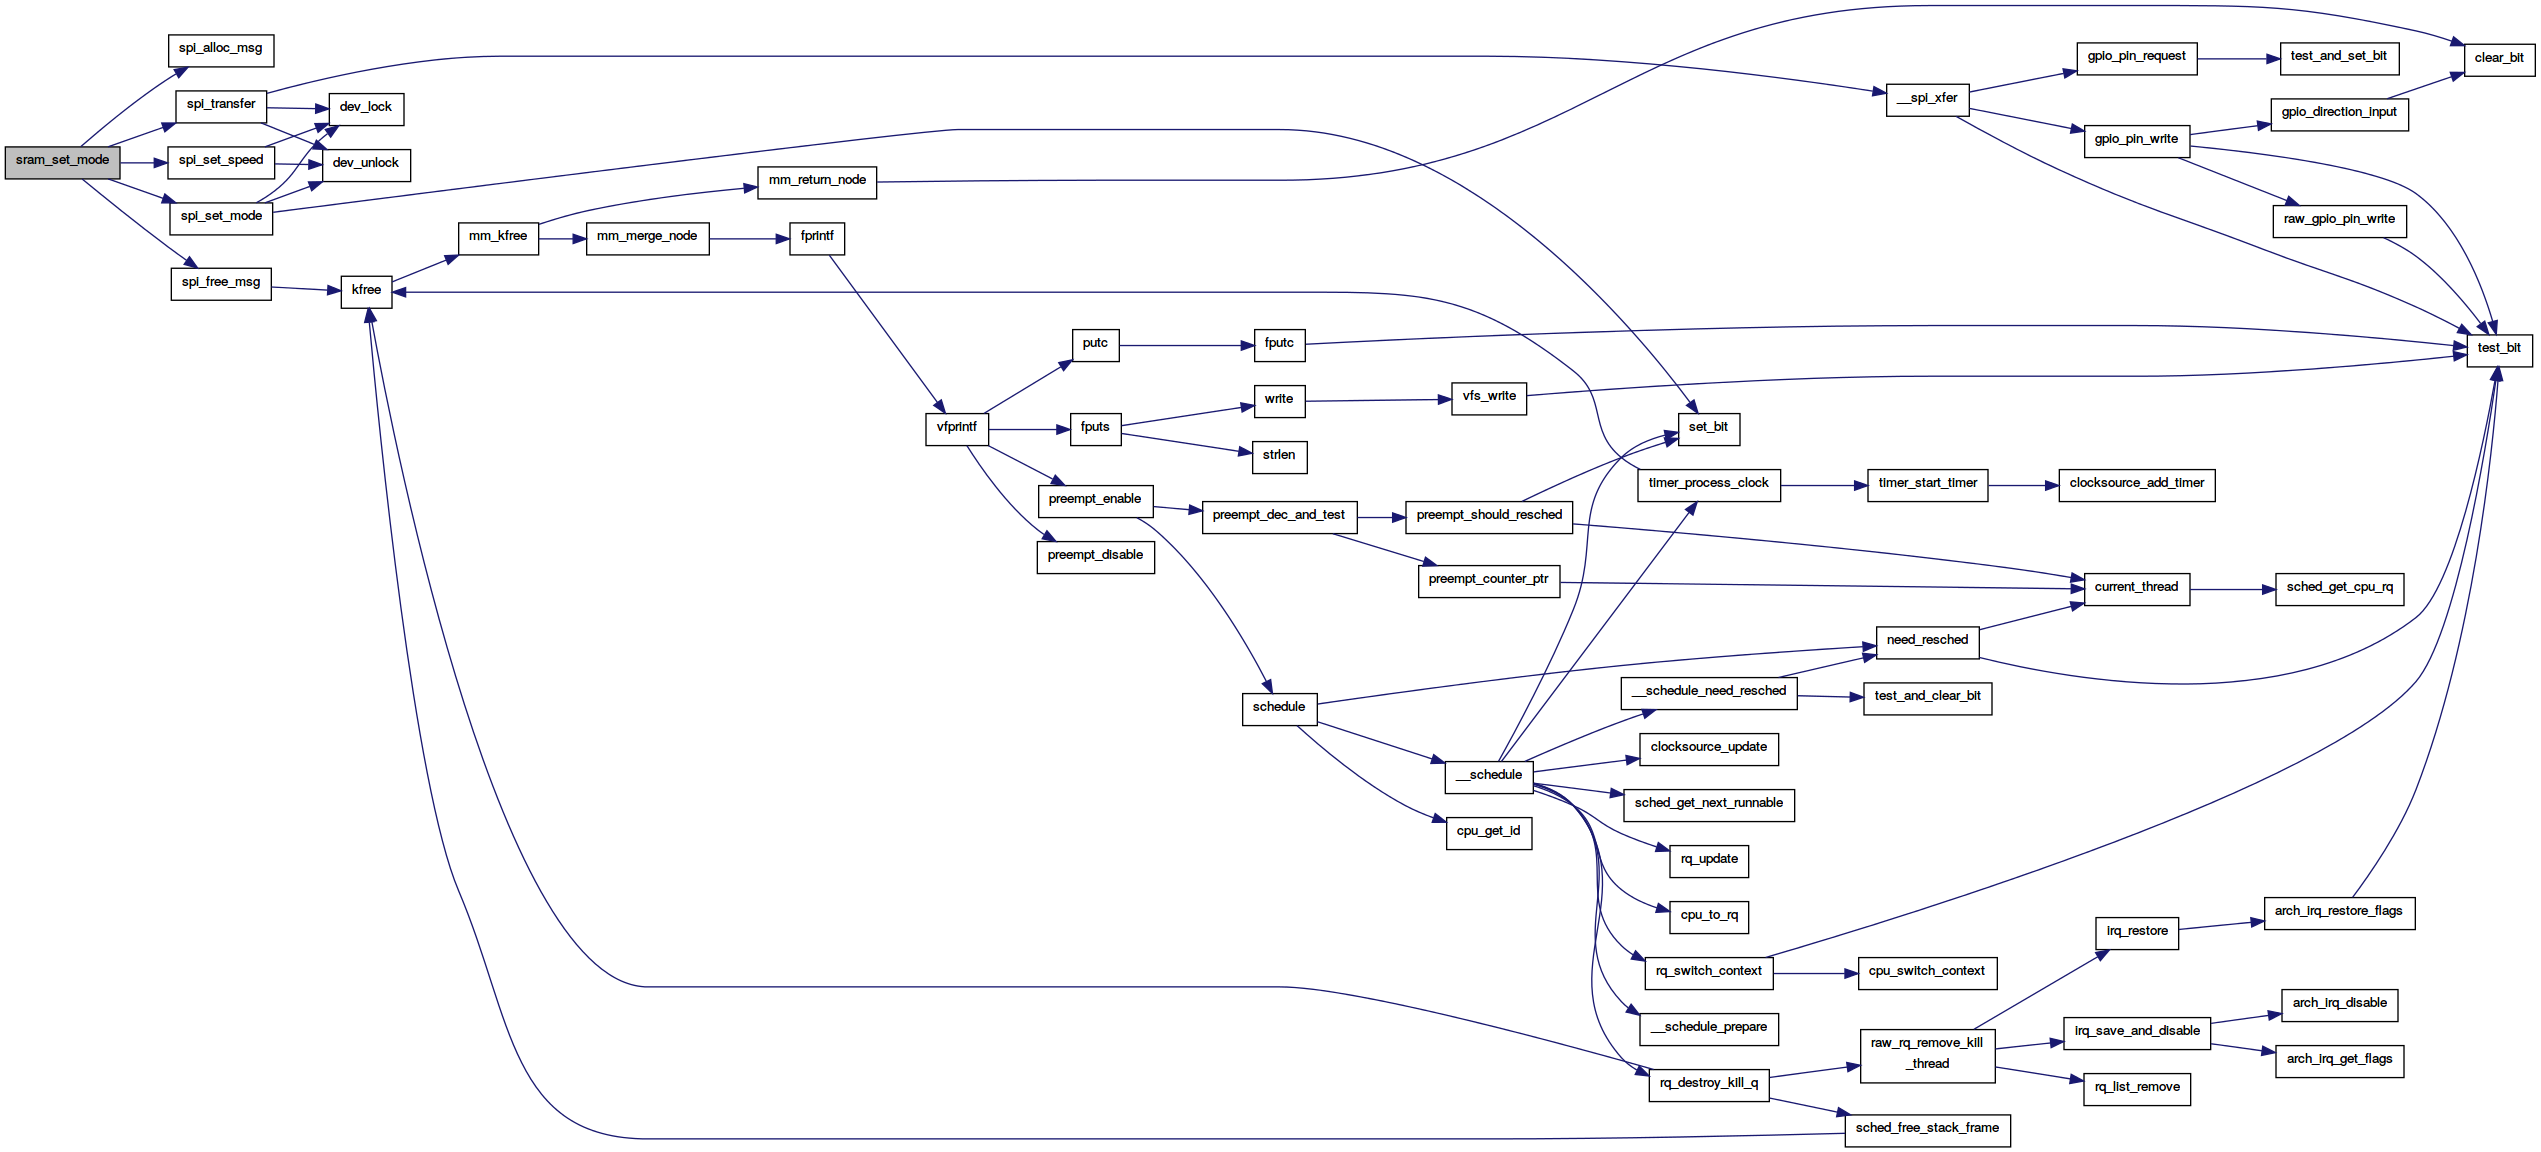 sram_set_mode
spi_alloc_msg
spi_transfer
spi_set_speed
spi_set_mode
spi_free_msg
dev_lock
dev_unlock
kfree
mm_kfree
mm_merge_node
mm_return_node
fprintf
vfprintf
putc
fputs
preempt_enable
preempt_disable
fputc
write
strlen
preempt_dec_and_test
schedule
vfs_write
preempt_should_resched
preempt_counter_ptr
__schedule
cpu_get_id
set_bit
timer_process_clock
__schedule_need_resched
clocksource_update
sched_get_next_runnable
rq_update
cpu_to_rq
rq_switch_context
__schedule_prepare
rq_destroy_kill_q
__spi_xfer
timer_start_timer
need_resched
test_and_clear_bit
cpu_switch_context
raw_rq_remove_kill
_thread
sched_free_stack_frame
gpio_pin_request
gpio_pin_write
clocksource_add_timer
current_thread
irq_restore
irq_save_and_disable
rq_list_remove
test_and_set_bit
gpio_direction_input
raw_gpio_pin_write
sched_get_cpu_rq
arch_irq_restore_flags
arch_irq_disable
arch_irq_get_flags
clear_bit
test_bit